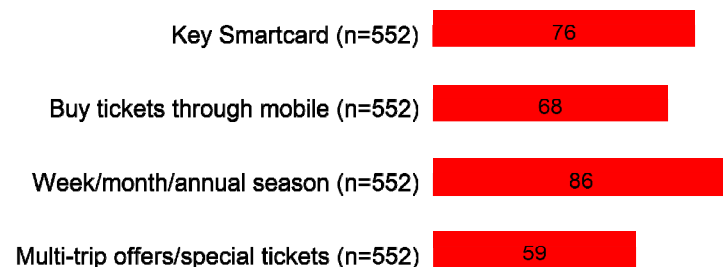 Key Smartcard (n=552) 76
Buy tickets through mobile (n=552) 68
Week/month/annual season (n=552) 86
Multi-trip offers/special tickets (n=552) 59